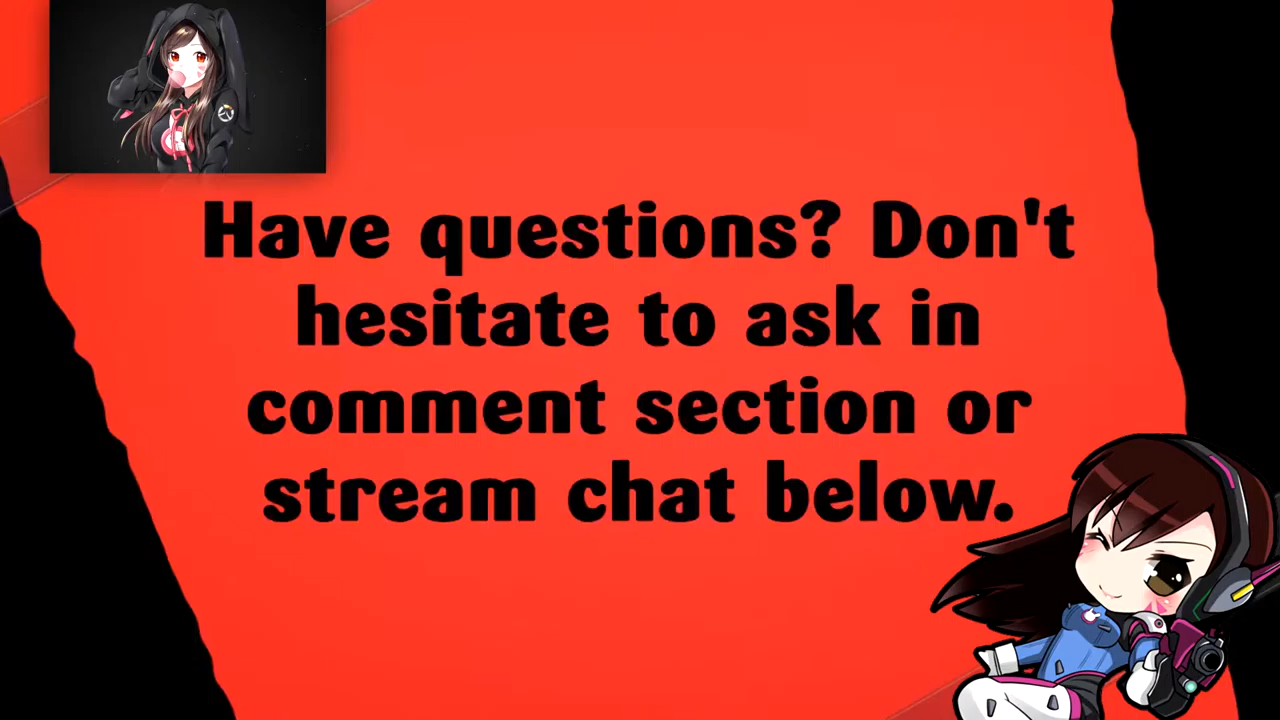 Have questions? Don't
hesitate to ask in
comment section or
stream chat below.